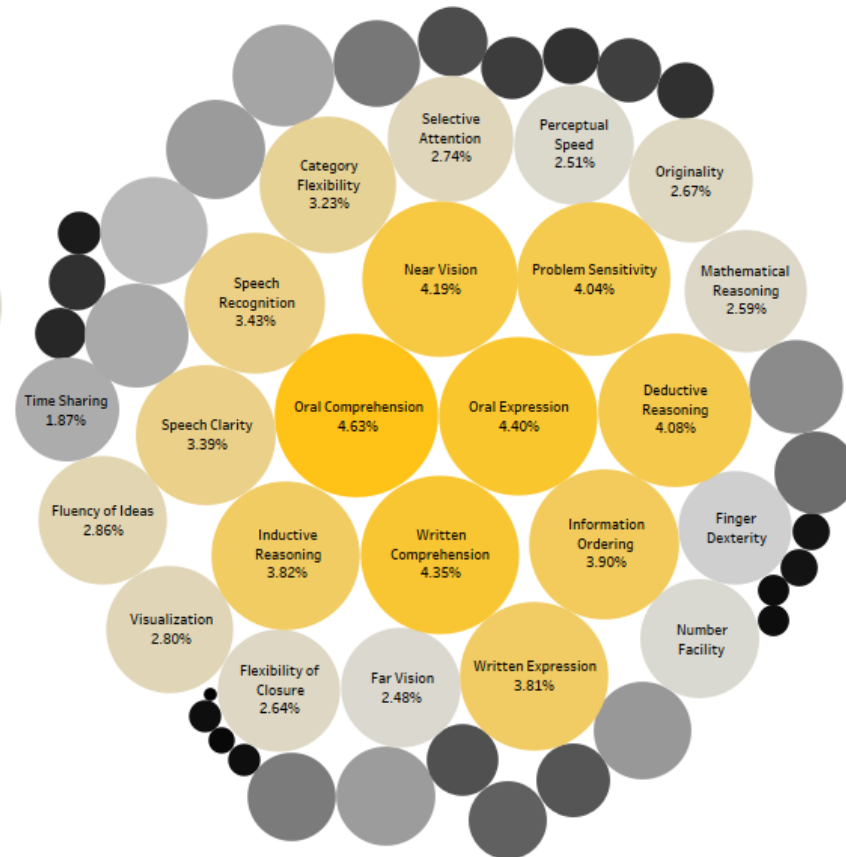 Selective
Attention
2.74%
Perceptual
Speed
2.51%
Category
Flexibility
3.23%
Originality
2.67%
Near Vision
4.19%
Problem Sensitivity
4.04%
Mathematical
Reasoning
2.59%
Speech
Recognition
3.43%
Time Sharing
1.87%
Oral Comprehension
4.63%
Oral Expression
4.40%
Deductive
Reasoning
4.08%
Speech Clarity
3.39%
Fluency of Ideas
2.86%
Inductive
Reasoning
3.82%
Written
Comprehension
4.35%
Information
Ordering
3.90%
Finger
Dexterity
Visualization
2.80%
Number
Facility
Flexibility of
Closure
2.64%
Far Vision
2.48%
Written Expression
3.81%